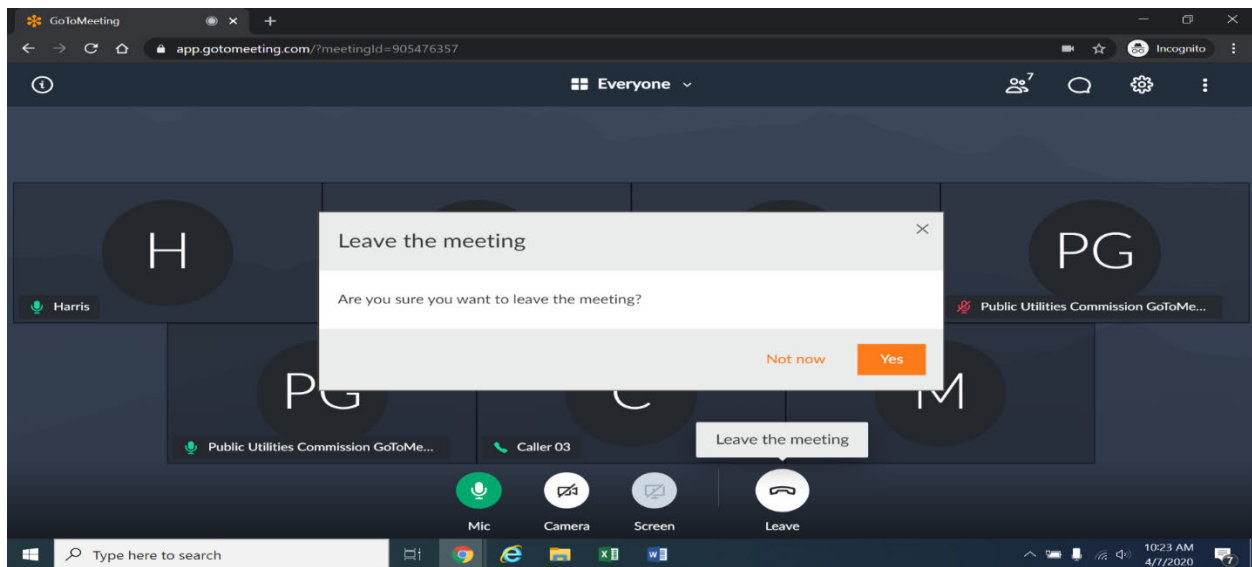 GoToMeeting
app.gotomeeting.com/?meetingId=905476357
Incognito
Everyone
7
Leave the meeting
Are you sure you want to leave the meeting?
Not now Yes
H
Harris
PG
Public Utilities Commission GoToMe...
PG
Public Utilities Commission GoToMe...
C
Caller 03
M
Leave the meeting
Mic Camera Screen Leave
Type here to search
10:23 AM
4/7/2020
7